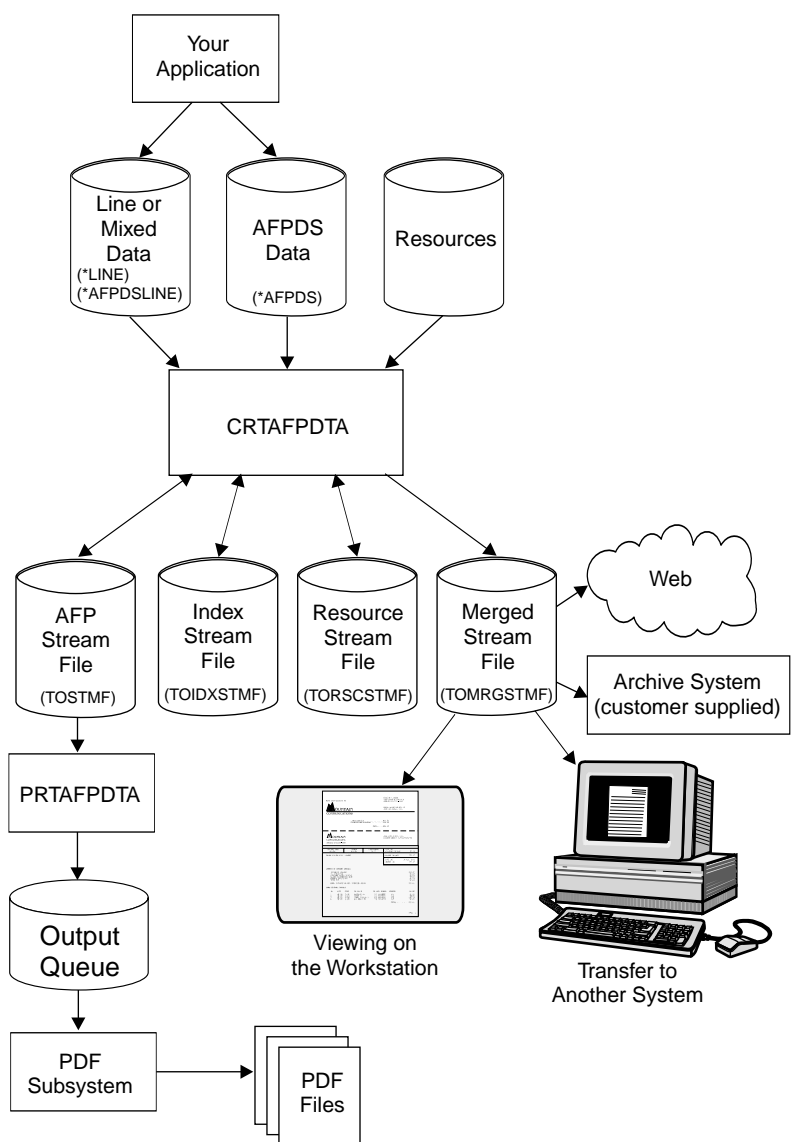 Your
Application
Line or
Mixed
Data
(*LINE)
(*AFPDSLINE)
AFPDS
Data
(*AFPDS)
Resources
CRTAFPDTA
AFP
Stream
File
(TOSTMF)
Index
Stream
File
(TOIDXSTMF)
Resource
Stream
File
(TORSCSTMF)
Merged
Stream
File
(TOMRGSTMF)
Web
Archive System
(customer supplied)
PRTAFPDTA
Output
Queue
Viewing on
the Workstation
Transfer to
Another System
PDF
Subsystem
PDF
Files